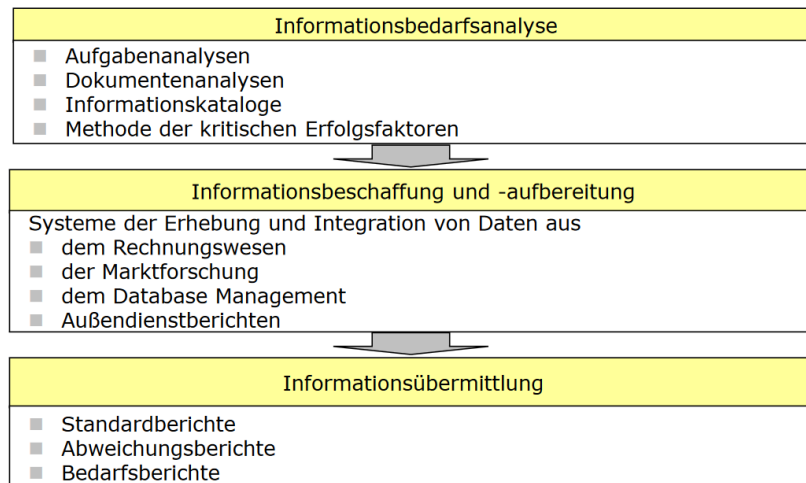 Informationsbedarfsanalyse
Aufgabenanalysen
Dokumentenanalysen
Informationskataloge
Methode der kritischen Erfolgsfaktoren
Informationsbeschaffung und -aufbereitung
Systeme der Erhebung und Integration von Daten aus
dem Rechnungswesen
der Marktforschung
dem Database Management
Außendienstberichten
Informationsübermittlung
Standardberichte
Abweichungsberichte
Bedarfsberichte